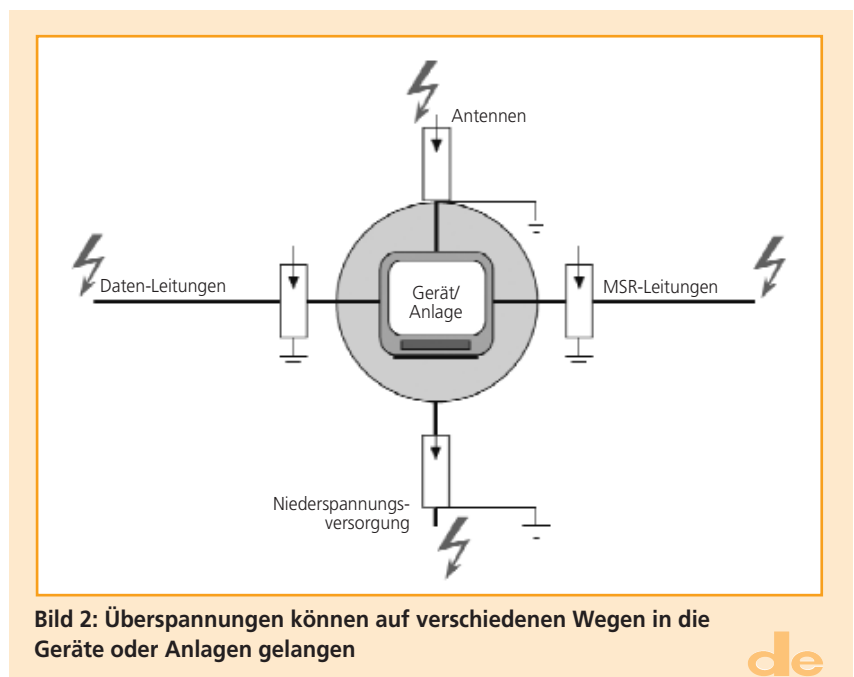 Antennen
Daten-Leitungen
Gerät/
Anlage
MSR-Leitungen
Niederspannungs-
versorgung
Bild 2: Überspannungen können auf verschiedenen Wegen in die
Geräte oder Anlagen gelangen
de